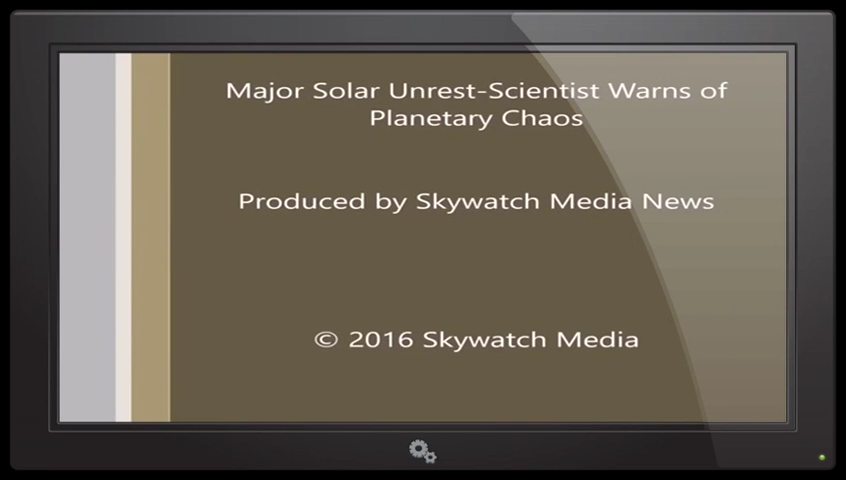 Major Solar Unrest-Scientist Warns of
Planetary Chaos
Produced by Skywatch Media News
© 2016 Skywatch Media